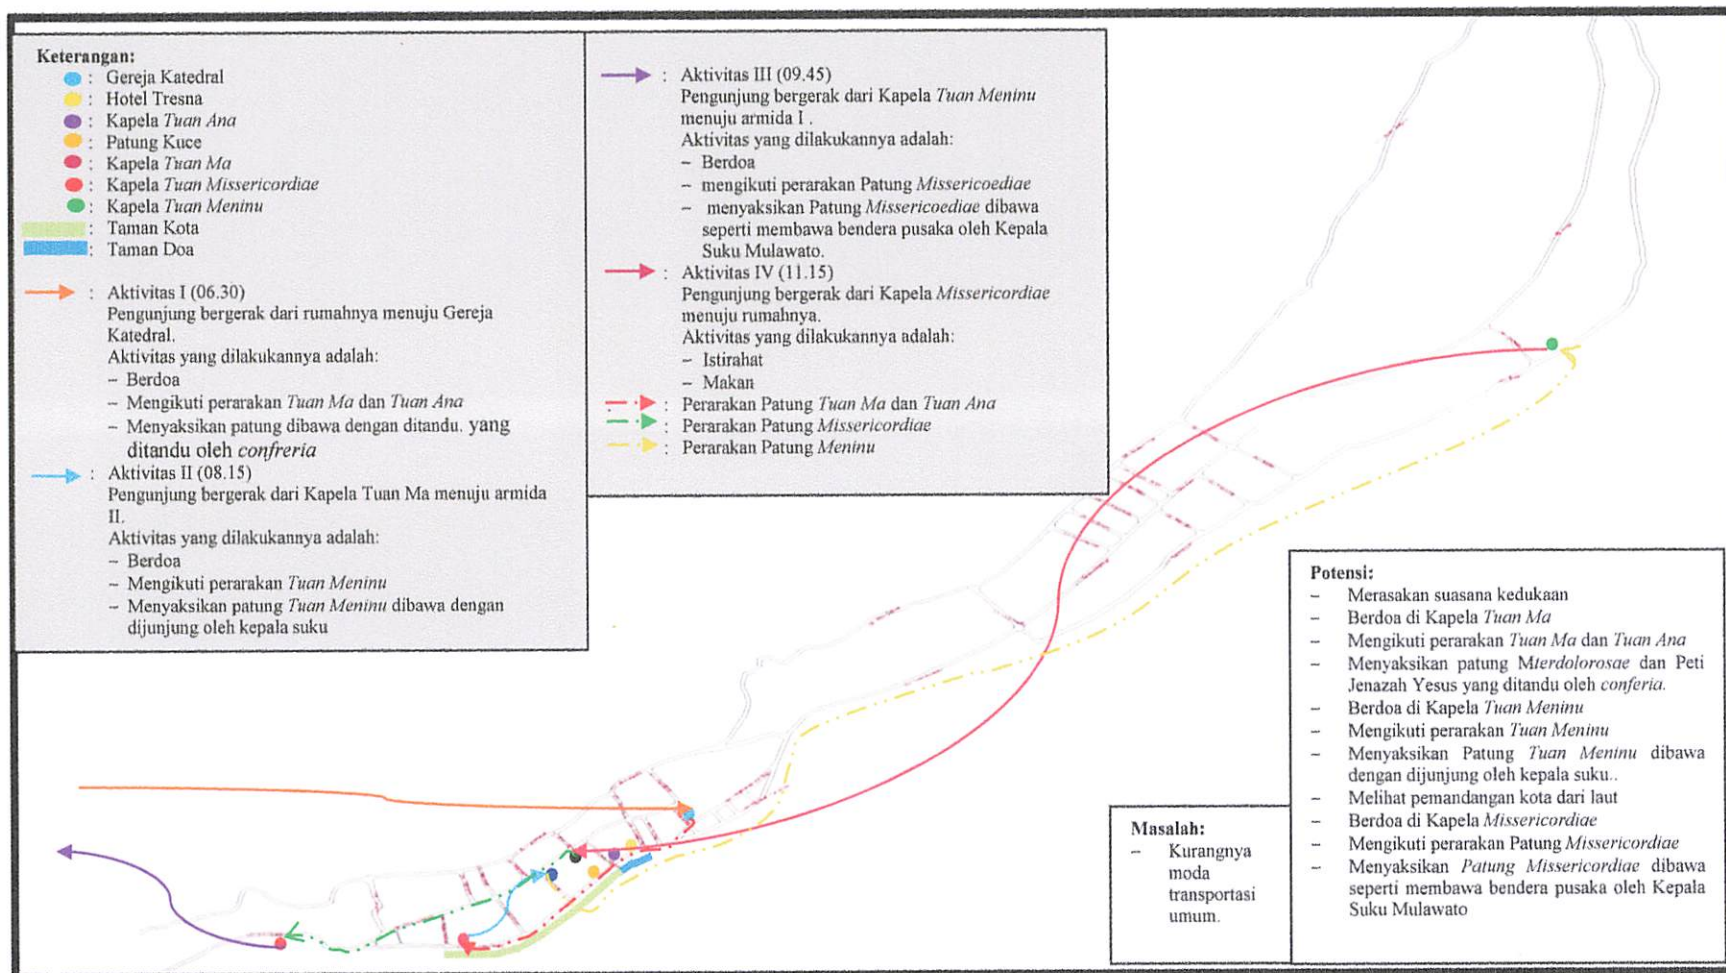 Keterangan:
: Gereja Katedral
: Hotel Tresna
: Kapela Tuan Ana
: Patung Kuce
: Kapela Tuan Ma
: Kapela Tuan Missericordiae
: Kapela Tuan Meninu
: Taman Kota
: Taman Doa
: Aktivitas I (06.30)
Pengunjung bergerak dari rumahnya menuju Gereja
Katedral.
Aktivitas yang dilakukannya adalah:
– Berdoa
– Mengikuti perarakan Tuan Ma dan Tuan Ana
– Menyaksikan patung dibawa dengan ditandu. yang
ditandu oleh confreria
: Aktivitas II (08.15)
Pengunjung bergerak dari Kapela Tuan Ma menuju armida
II.
Aktivitas yang dilakukannya adalah:
– Berdoa
– Mengikuti perarakan Tuan Meninu
– Menyaksikan patung Tuan Meninu dibawa dengan
dijunjung oleh kepala suku
: Aktivitas III (09.45)
Pengunjung bergerak dari Kapela Tuan Meninu
menuju armida I .
Aktivitas yang dilakukannya adalah:
– Berdoa
– mengikuti perarakan Patung Missericoediae
– menyaksikan Patung Missericoediae dibawa
seperti membawa bendera pusaka oleh Kepala
Suku Mulawato.
: Aktivitas IV (11.15)
Pengunjung bergerak dari Kapela Missericordiae
menuju rumahnya.
Aktivitas yang dilakukannya adalah:
– Istirahat
– Makan
: Perarakan Patung Tuan Ma dan Tuan Ana
: Perarakan Patung Missericordiae
: Perarakan Patung Meninu
Masalah:
– Kurangnya
moda
transportasi
umum.
Potensi:
– Merasakan suasana kedukaan
– Berdoa di Kapela Tuan Ma
– Mengikuti perarakan Tuan Ma dan Tuan Ana
– Menyaksikan patung Mterdolorosae dan Peti
Jenazah Yesus yang ditandu oleh conferia.
– Berdoa di Kapela Tuan Meninu
– Mengikuti perarakan Tuan Meninu
– Menyaksikan Patung Tuan Meninu dibawa
dengan dijunjung oleh kepala suku..
– Melihat pemandangan kota dari laut
– Berdoa di Kapela Missericordiae
– Mengikuti perarakan Patung Missericordiae
– Menyaksikan Patung Missericordiae dibawa
seperti membawa bendera pusaka oleh Kepala
Suku Mulawato